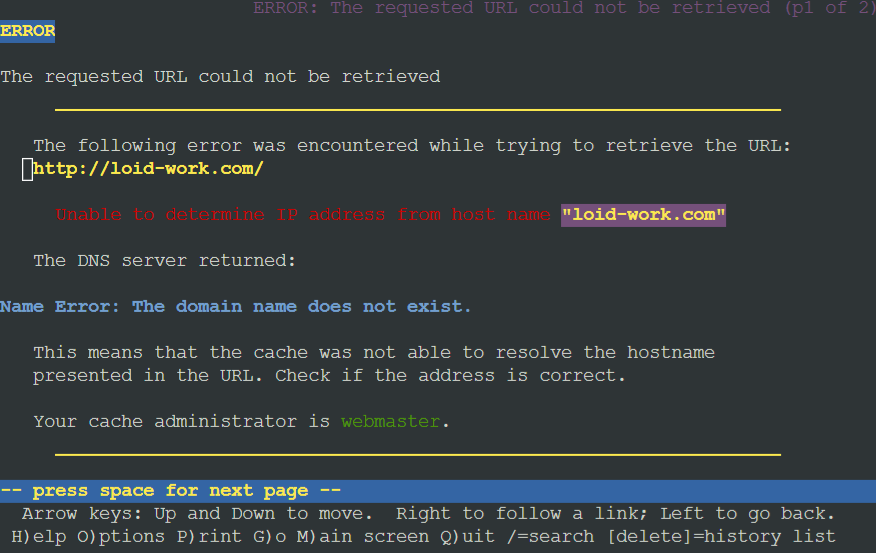 ERROR: The requested URL could not be retrieved (p1 of 2)
ERROR
The requested URL could not be retrieved
The following error was encountered while trying to retrieve the URL:
http://loid-work.com/
Unable to determine IP address from host name "loid-work.com"
The DNS server returned:
Name Error: The domain name does not exist.
This means that the cache was not able to resolve the hostname
presented in the URL. Check if the address is correct.
Your cache administrator is webmaster.
-- press space for next page --
Arrow keys: Up and Down to move.  Right to follow a link; Left to go back.
H)elp O)ptions P)rint G)o M)ain screen Q)uit /=search [delete]=history list